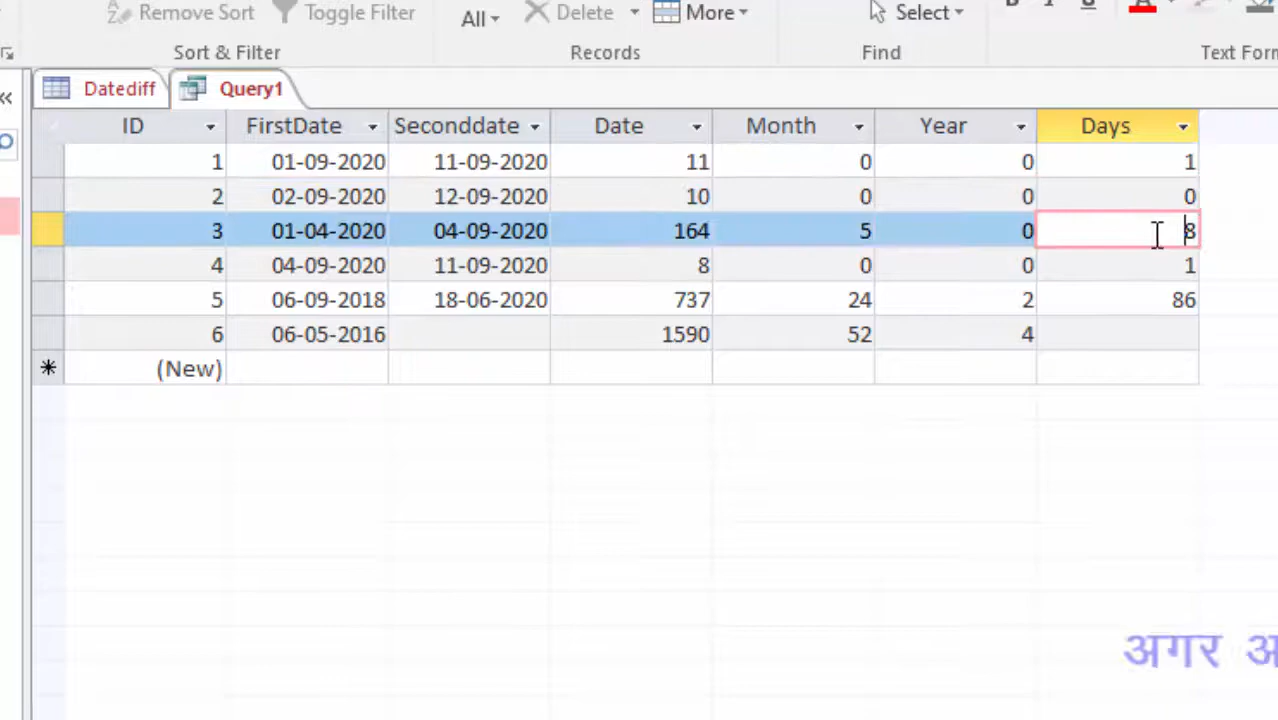 Remove Sort Toggle Filter All Delete More Select
Sort & Filter Records Find
Datediff Query1
ID FirstDate Seconddate Date Month Year Days
1 01-09-2020 11-09-2020 11 0 0 1
2 02-09-2020 12-09-2020 10 0 0 0
3 01-04-2020 04-09-2020 164 5 0 8
4 04-09-2020 11-09-2020 8 0 0 1
5 06-09-2018 18-06-2020 737 24 2 86
6 06-05-2016 1590 52 4
(New)
अगर